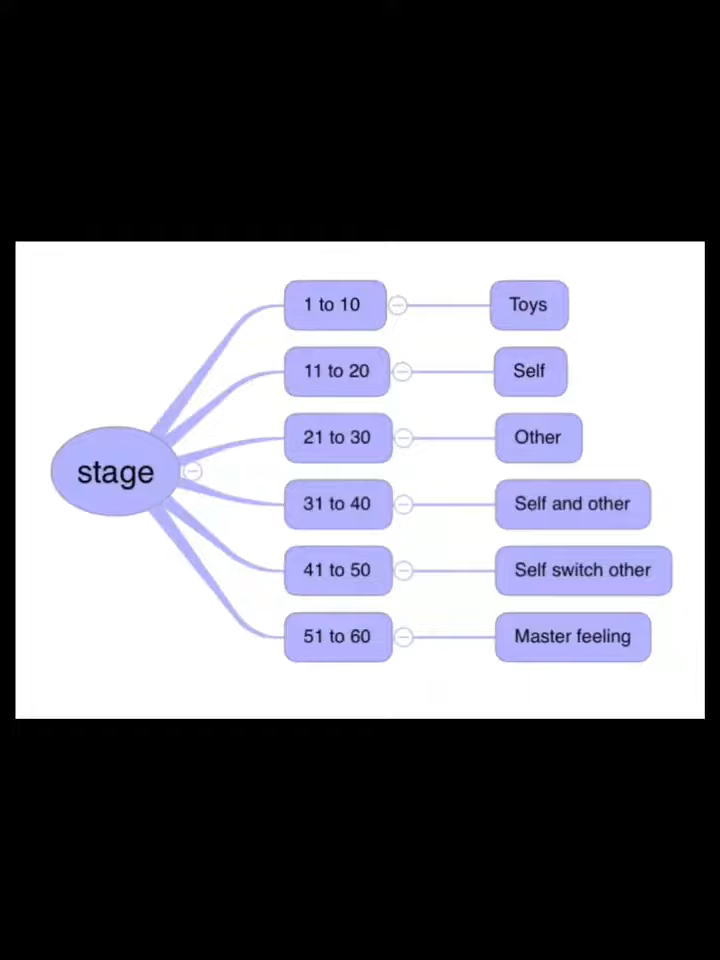 stage
1 to 10
Toys
11 to 20
Self
21 to 30
Other
31 to 40
Self and other
41 to 50
Self switch other
51 to 60
Master feeling